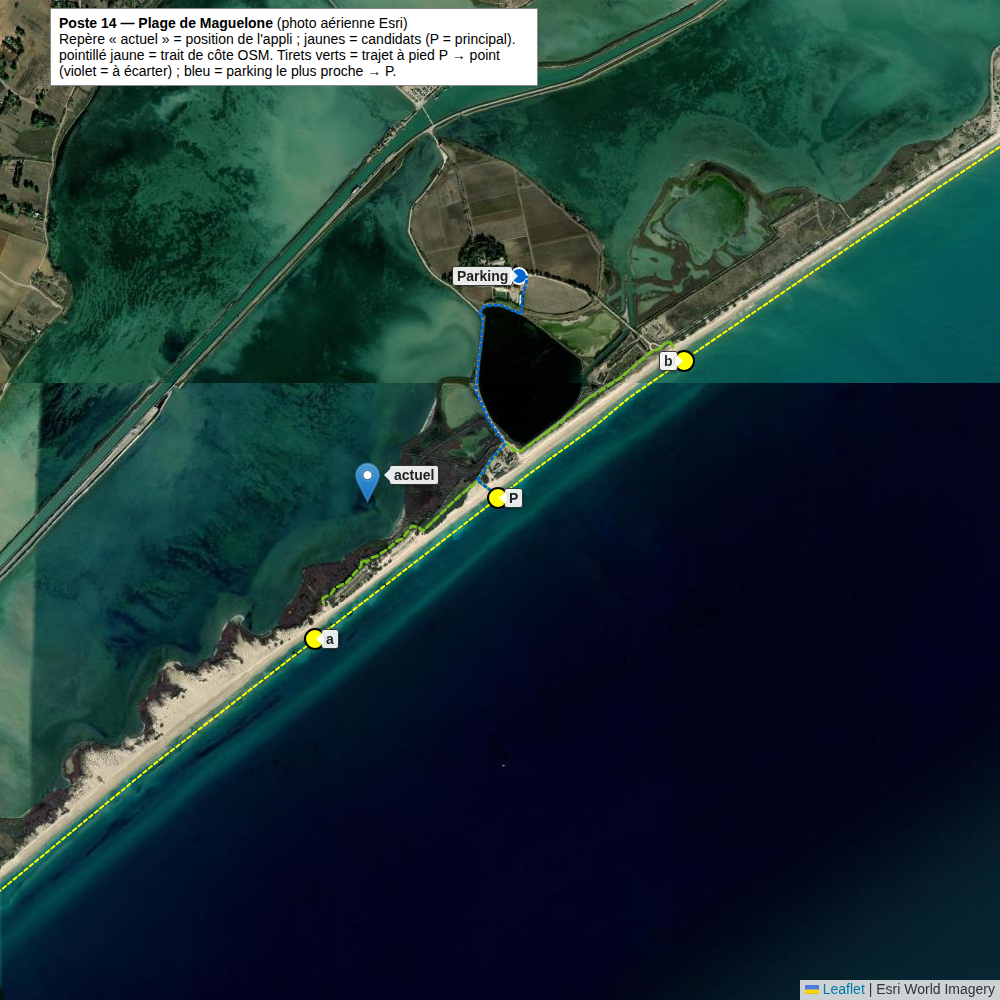 Poste 14 — Plage de Maguelone (photo aérienne Esri)
Repère « actuel » = position de l'appli ; jaunes = candidats (P = principal).
pointillé jaune = trait de côte OSM. Tirets verts = trajet à pied P → point
(violet = à écarter) ; bleu = parking le plus proche → P.
Parking
b
actuel
P
a
Leaflet | Esri World Imagery